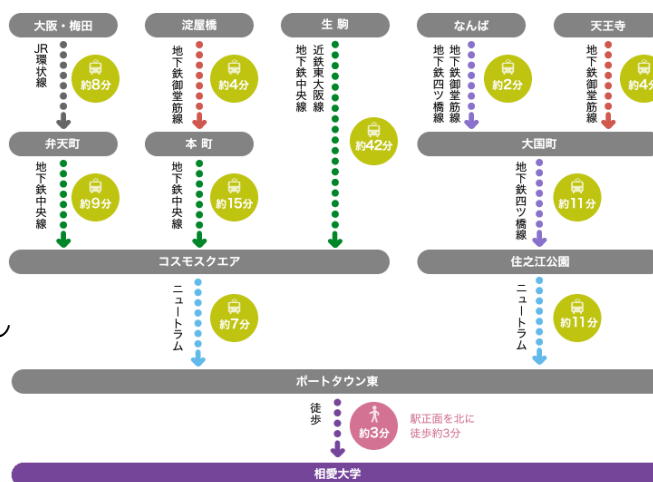 大阪・梅田
淀屋橋
生 駒
なんば
天王寺
JR環状線
約8分
地下鉄御堂筋線
約4分
近鉄東大阪線
地下鉄中央線
約42分
地下鉄御堂筋線
地下鉄四ツ橋線
約2分
地下鉄御堂筋線
約4分
弁天町
本 町
大国町
地下鉄中央線
約9分
地下鉄中央線
約15分
地下鉄四ツ橋線
約11分
コスモスクエア
住之江公園
ニュートラム
約7分
ニュートラム
約11分
ポートタウン東
徒歩
約3分
駅正面を北に
徒歩約3分
相愛大学